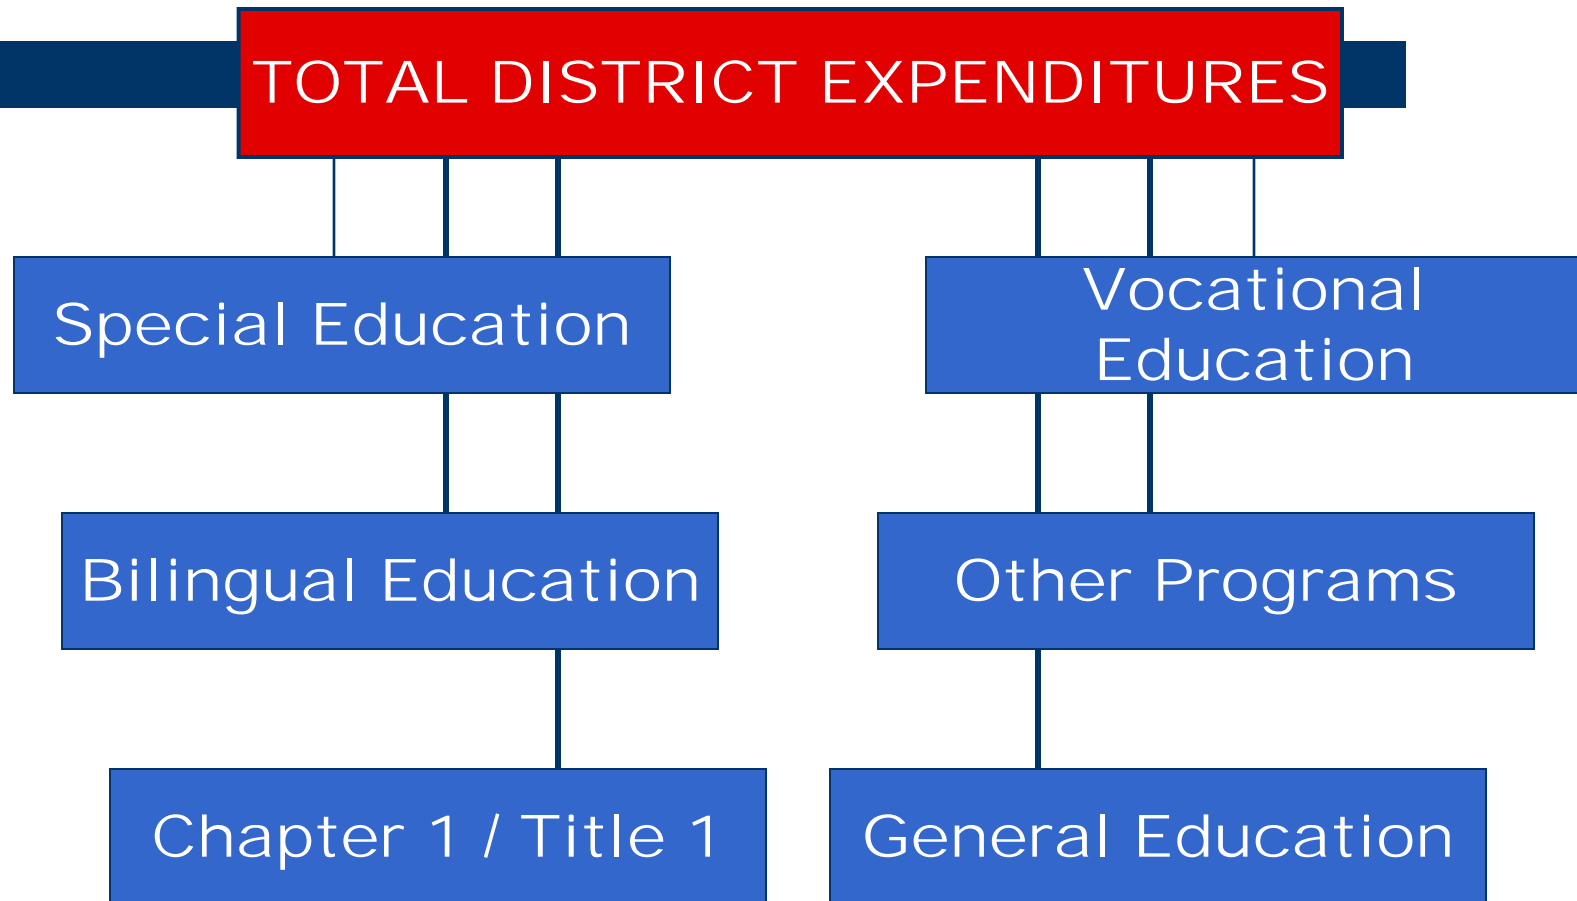 TOTAL DISTRICT EXPENDITURES
Special Education
Vocational
Education
Bilingual Education
Other Programs
Chapter 1 / Title 1
General Education